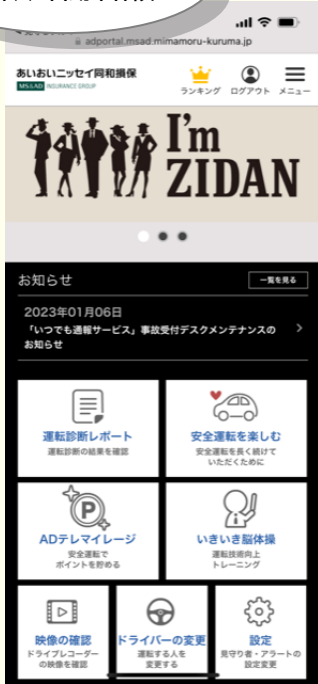 adportal.msad.mimamoru-kuruma.jp
あいおいニッセイ同和損保
MS&AD INSURANCE GROUP
ランキング
ログアウト
メニュー
I'm
ZIDAN
お知らせ
一覧を見る
2023年01月06日
「いつでも通報サービス」事故受付デスクメンテナンスの
お知らせ
運転診断レポート
運転診断の結果を確認
安全運転を楽しむ
安全運転を長く続けて
いただくために
P
ADテレマイレージ
安全運転で
ポイントを貯める
いきいき脳体操
運転技術向上
トレーニング
映像の確認
ドライブレコーダー
の映像を確認
ドライバーの変更
運転する人を
変更する
設定
見守り者・アラートの
設定変更